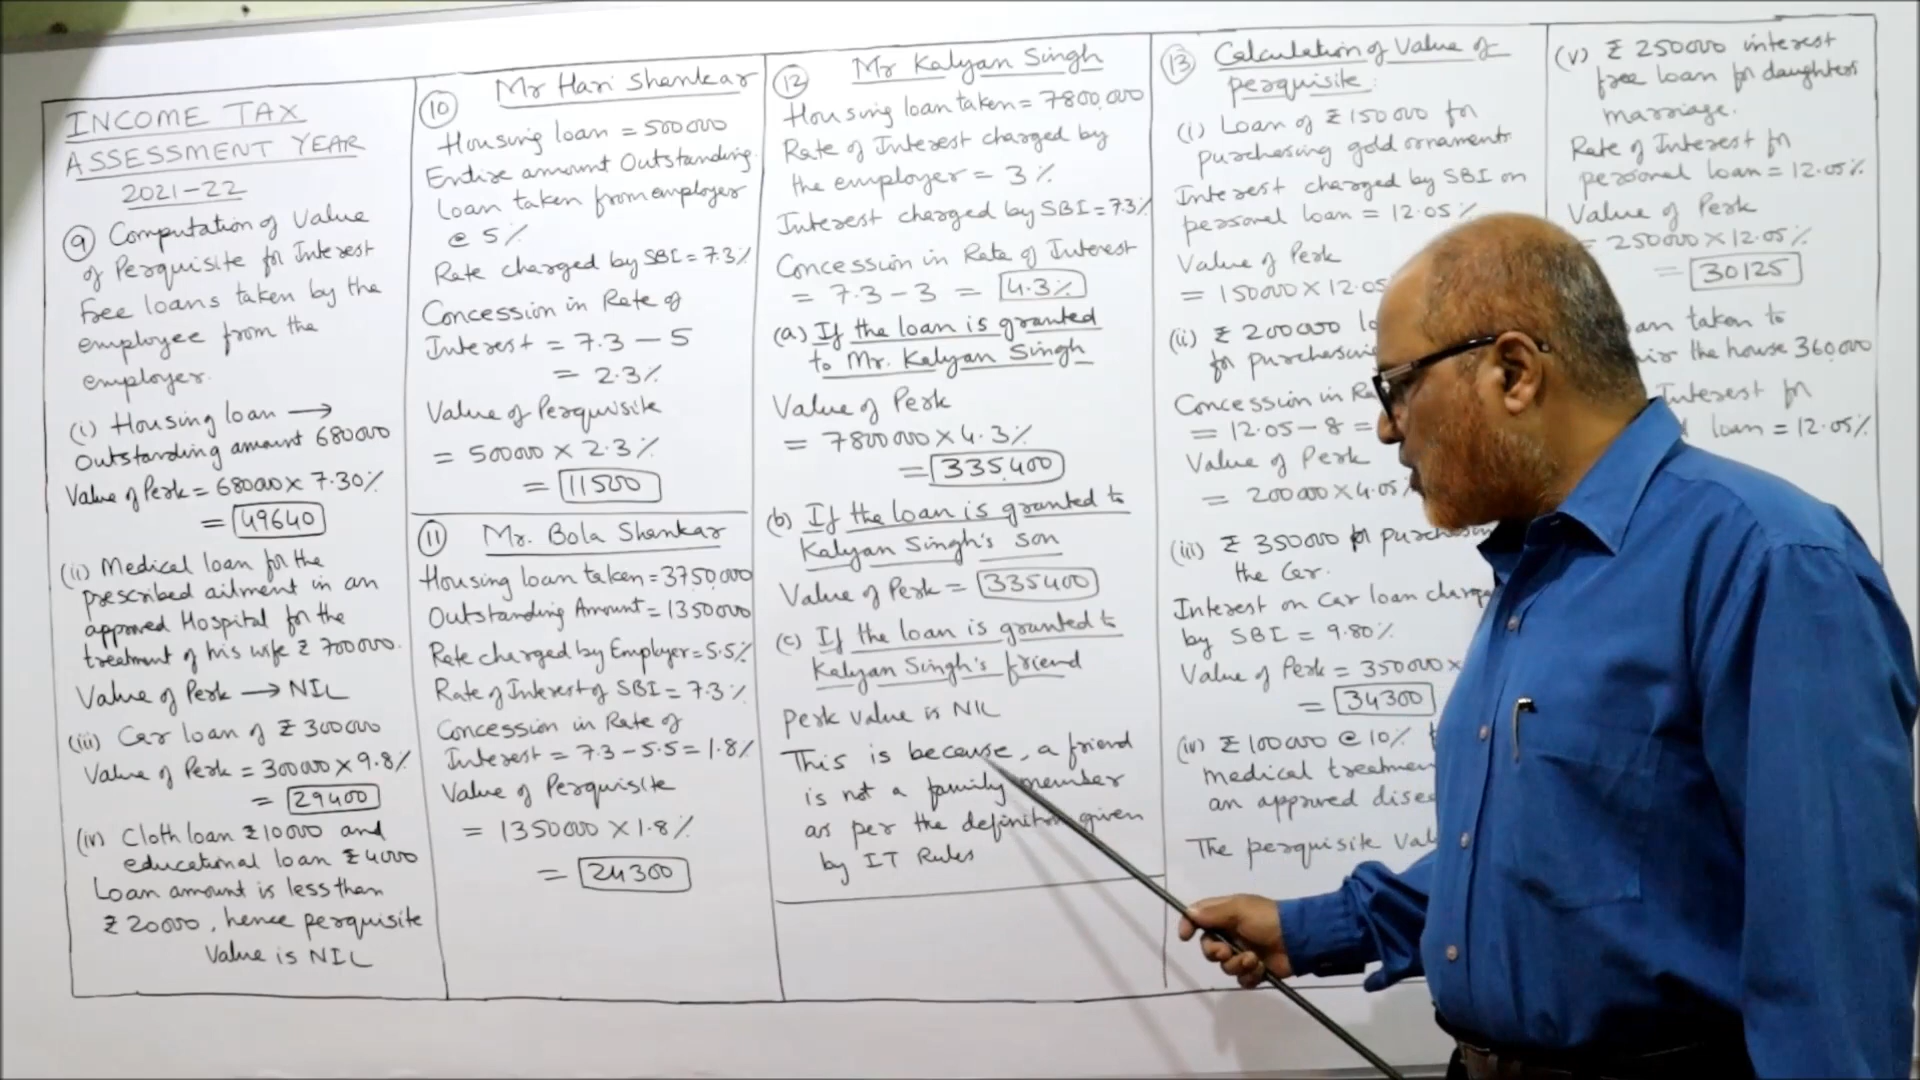 INCOME TAX
ASSESSMENT YEAR
2021-22
(9) Computation of Value
of Perquisite for Interest
Free loans taken by the
employee from the
employer.
(i) Housing loan →
Outstanding amount 680000
Value of Perk = 680000 x 7.30%
= 49640
(ii) Medical loan for the
prescribed ailment in an
approved Hospital for the
treatment of his wife ₹ 700000.
Value of Perk → NIL
(iii) Car loan of ₹ 300000
Value of Perk = 300000 x 9.8%
= 29400
(iv) Cloth loan ₹10000 and
educational loan ₹ 4000
Loan amount is less than
₹ 20000, hence perquisite
Value is NIL
(10) Mr Hari Shankar
Housing loan = 500000
Entire amount Outstanding
Loan taken from employer
@ 5%
Rate charged by SBI = 7.3%
Concession in Rate of
Interest = 7.3 – 5
= 2.3%
Value of Perquisite
= 500000 x 2.3%
= 11500
(11) Mr. Bola Shankar
Housing loan taken = 3750,000
Outstanding Amount = 1350000
Rate charged by Employer = 5.5%
Rate of Interest of SBI = 7.3%
Concession in Rate of
Interest = 7.3 – 5.5 = 1.8%
Value of Perquisite
= 1350000 x 1.8%
= 24300
(12) Mr Kalyan Singh
Housing loan taken = 7800,000
Rate of Interest charged by
the employer = 3%
Interest charged by SBI = 7.3%
Concession in Rate of Interest
= 7.3 – 3 = 4.3%
(a) If the loan is granted
to Mr. Kalyan Singh
Value of Perk
= 7800000 x 4.3%
= 335400
(b) If the loan is granted to
Kalyan Singh's son
Value of Perk = 335400
(c) If the loan is granted to
Kalyan Singh's friend
Perk value is NIL
This is because, a friend
is not a family member
as per the definition given
by IT Rules
(13) Calculation of Value of
perquisite:
(i) Loan of ₹ 150000 for
purchasing gold ornaments
Interest charged by SBI on
personal loan = 12.05%
Value of Perk
= 150000 x 12.05
(ii) ₹ 200000
for
Concession in
= 12.05 – 8 =
Value of Perk
= 200000 x 4.05%
(iii) ₹ 350000 for
the Car.
Interest on Car loan
by SBI = 9.80%
Value of Perk = 350000 x
= 34300
(iv) ₹ 100000 @ 10%
medical
an approved
The perquisite
(v) ₹ 250000 interest
free loan for daughters
marriage.
Rate of Interest for
personal loan = 12.05%
Value of Perk
= 250000 x 12.05%
= 30125
taken to
the house 360,000
Interest for
loan = 12.05%